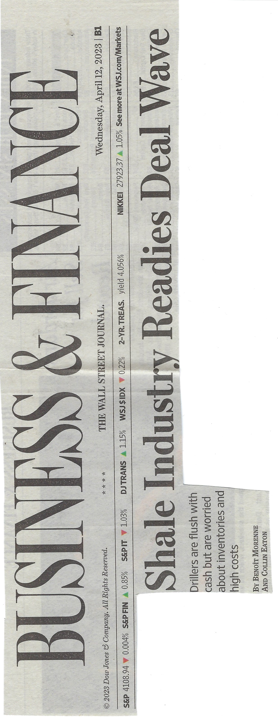 BUSINESS & FINANCE
© 2023 Dow Jones & Company. All Rights Reserved. **** THE WALL STREET JOURNAL. Wednesday, April 12, 2023 | B1
S&P 4108.94 ▼ 0.004% S&P FIN ▲ 0.85% S&P IT ▼ 1.03% DJ TRANS ▲ 1.15% WSJ $ IDX ▼ 0.22% 2-YR. TREAS. yield 4.056% NIKKEI 27923.37 ▲ 1.05% See more at WSJ.com/Markets
Shale Industry Readies Deal Wave
Drillers are flush with
cash but are worried
about inventories and
high costs
BY BENOÎT MORENNE
AND COLLIN EATON